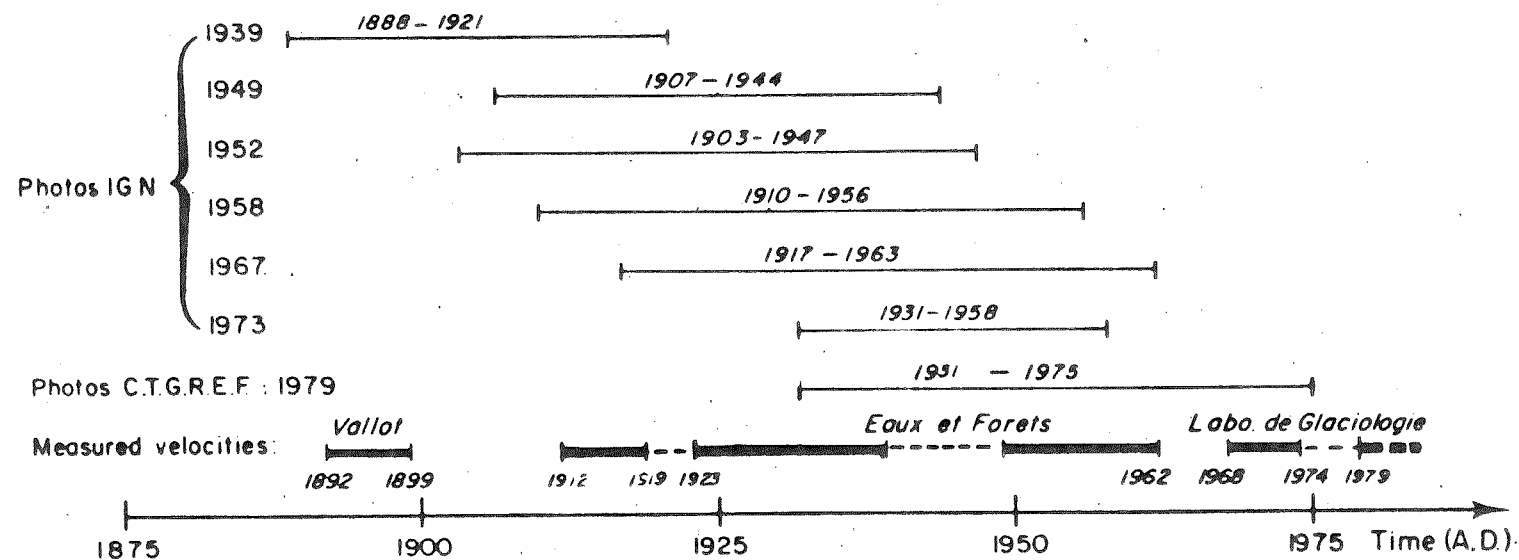 1939 1888 – 1921
1949 1907 – 1944
1952 1903 – 1947
Photos IGN
1958 1910 – 1956
1967 1917 – 1963
1973 1931 – 1958
Photos C.T.G.R.E.F. : 1979 1931 – 1975
Vallot Eaux et Forets Labo. de Glaciologie
Measured velocities:
1892 1899 1912 1919 1923 1962 1968 1974 1979
1875 1900 1925 1950 1975 Time (A.D.)